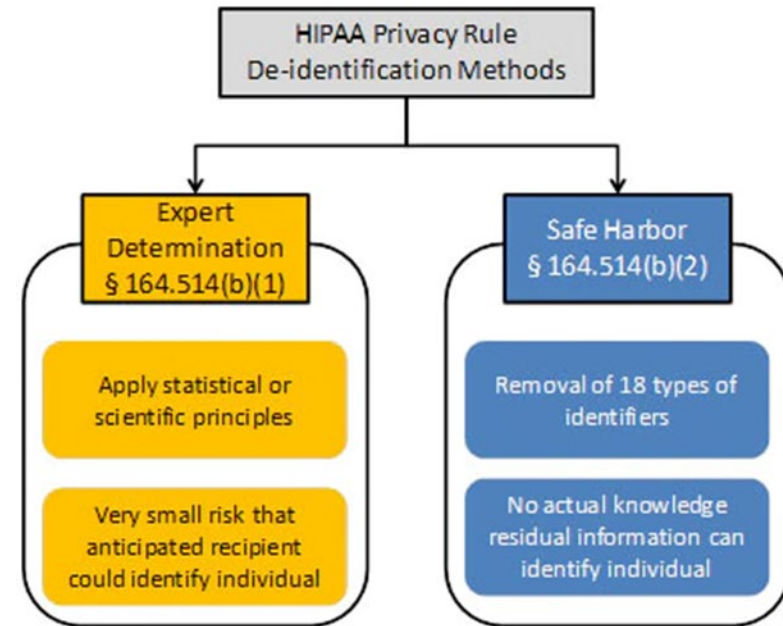 HIPAA Privacy Rule
De-identification Methods
Expert
Determination
§ 164.514(b)(1)
Apply statistical or
scientific principles
Very small risk that
anticipated recipient
could identify individual
Safe Harbor
§ 164.514(b)(2)
Removal of 18 types of
identifiers
No actual knowledge
residual information can
identify individual